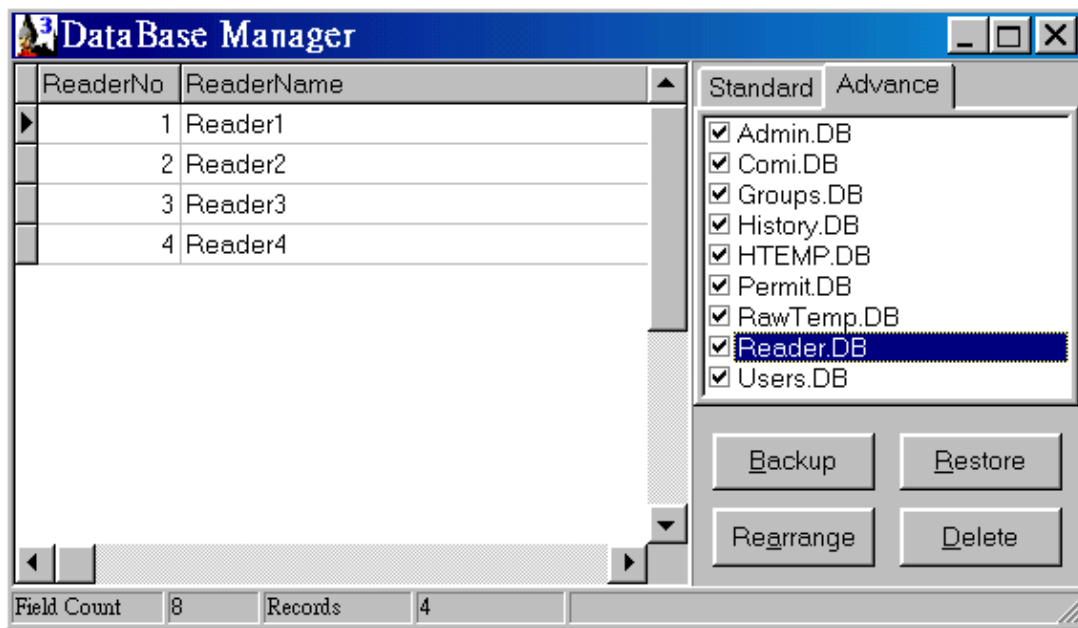 3 DataBase Manager
ReaderNo ReaderName
1 Reader1
2 Reader2
3 Reader3
4 Reader4
Standard Advance
Admin.DB
Comi.DB
Groups.DB
History.DB
HTEMP.DB
Permit.DB
RawTemp.DB
Reader.DB
Users.DB
Backup Restore
Rearrange Delete
Field Count 8 Records 4